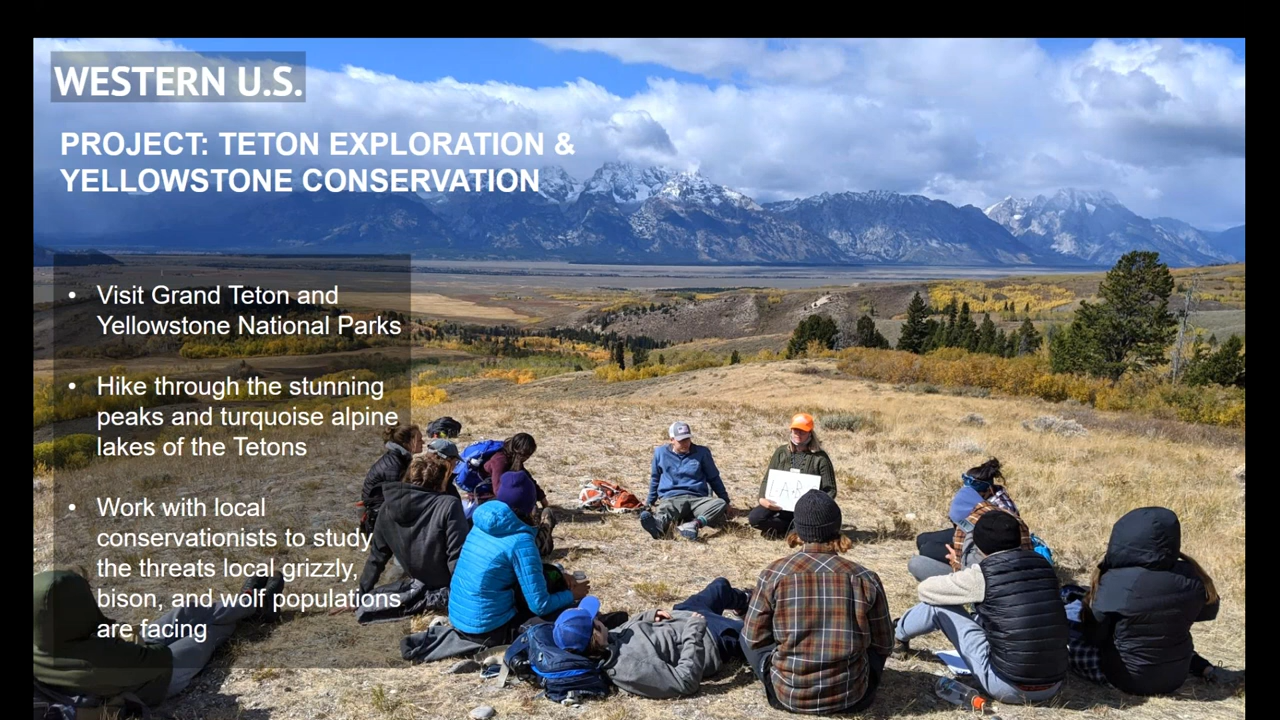 WESTERN U.S.
PROJECT: TETON EXPLORATION &
YELLOWSTONE CONSERVATION
• Visit Grand Teton and
Yellowstone National Parks
• Hike through the stunning
peaks and turquoise alpine
lakes of the Tetons
• Work with local
conservationists to study
the threats local grizzly,
bison, and wolf populations
are facing